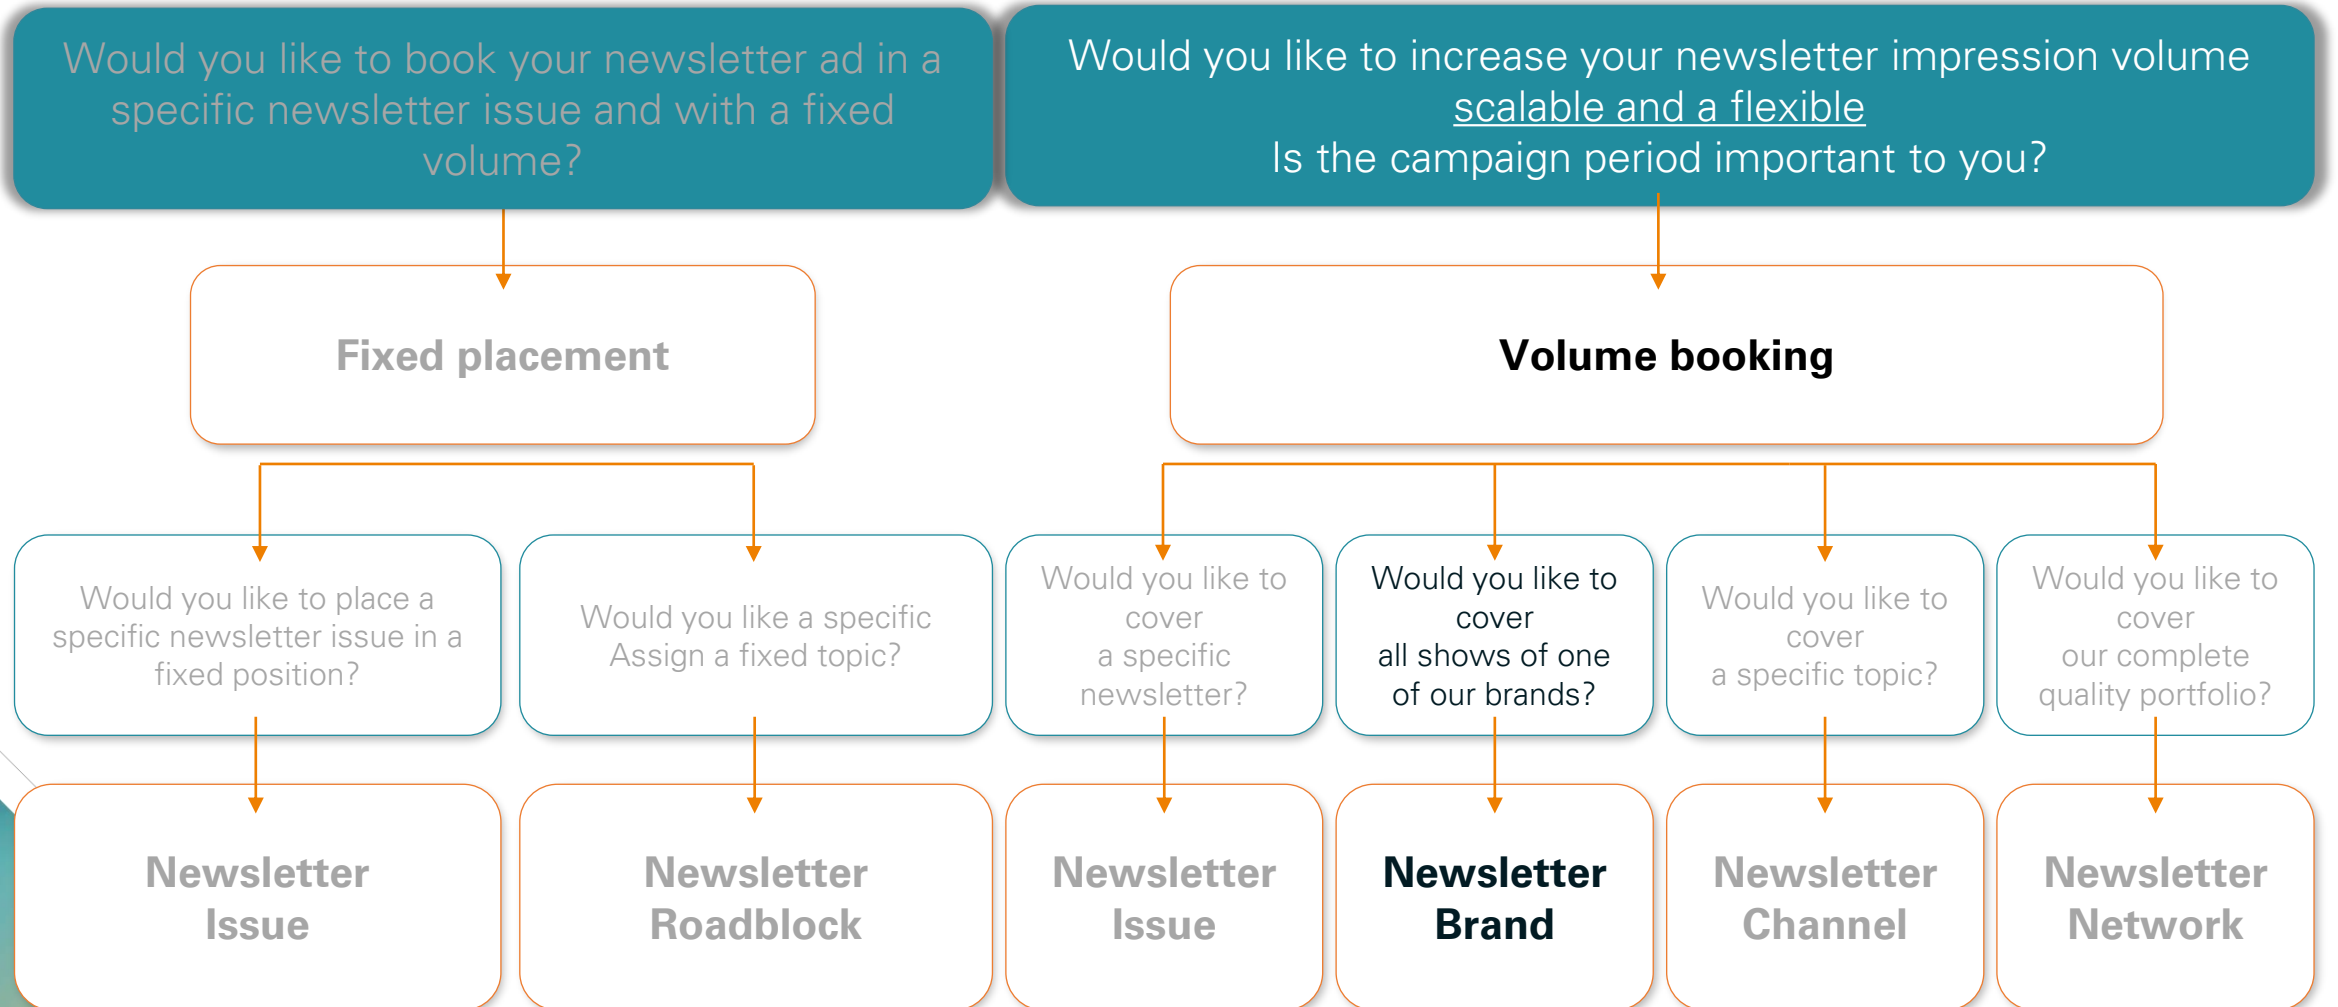 Would you like to book your newsletter ad in a
specific newsletter issue and with a fixed
volume?
Would you like to increase your newsletter impression volume
scalable and a flexible
Is the campaign period important to you?
Fixed placement
Volume booking
Would you like to place a
specific newsletter issue in a
fixed position?
Would you like a specific
Assign a fixed topic?
Would you like to
cover
a specific
newsletter?
Would you like to
cover
all shows of one
of our brands?
Would you like to
cover
a specific topic?
Would you like to
cover
our complete
quality portfolio?
Newsletter
Issue
Newsletter
Roadblock
Newsletter
Issue
Newsletter
Brand
Newsletter
Channel
Newsletter
Network